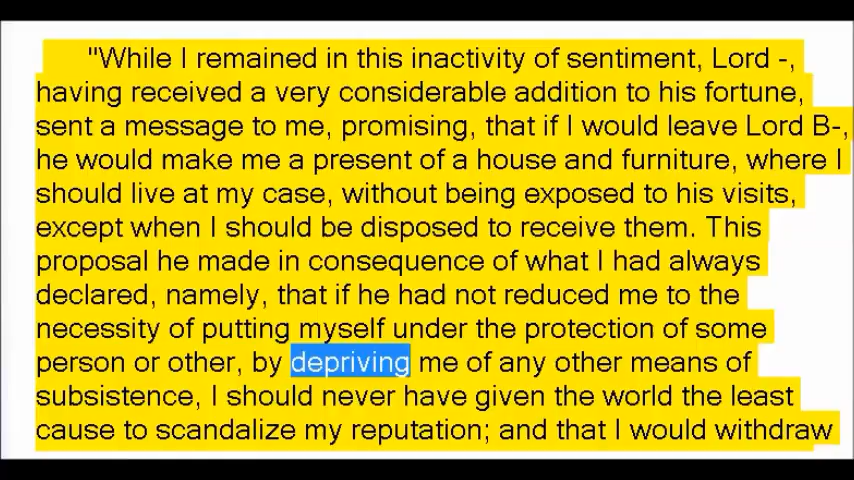 "While I remained in this inactivity of sentiment, Lord -,
having received a very considerable addition to his fortune,
sent a message to me, promising, that if I would leave Lord B-,
he would make me a present of a house and furniture, where I
should live at my case, without being exposed to his visits,
except when I should be disposed to receive them. This
proposal he made in consequence of what I had always
declared, namely, that if he had not reduced me to the
necessity of putting myself under the protection of some
person or other, by depriving me of any other means of
subsistence, I should never have given the world the least
cause to scandalize my reputation; and that I would withdraw